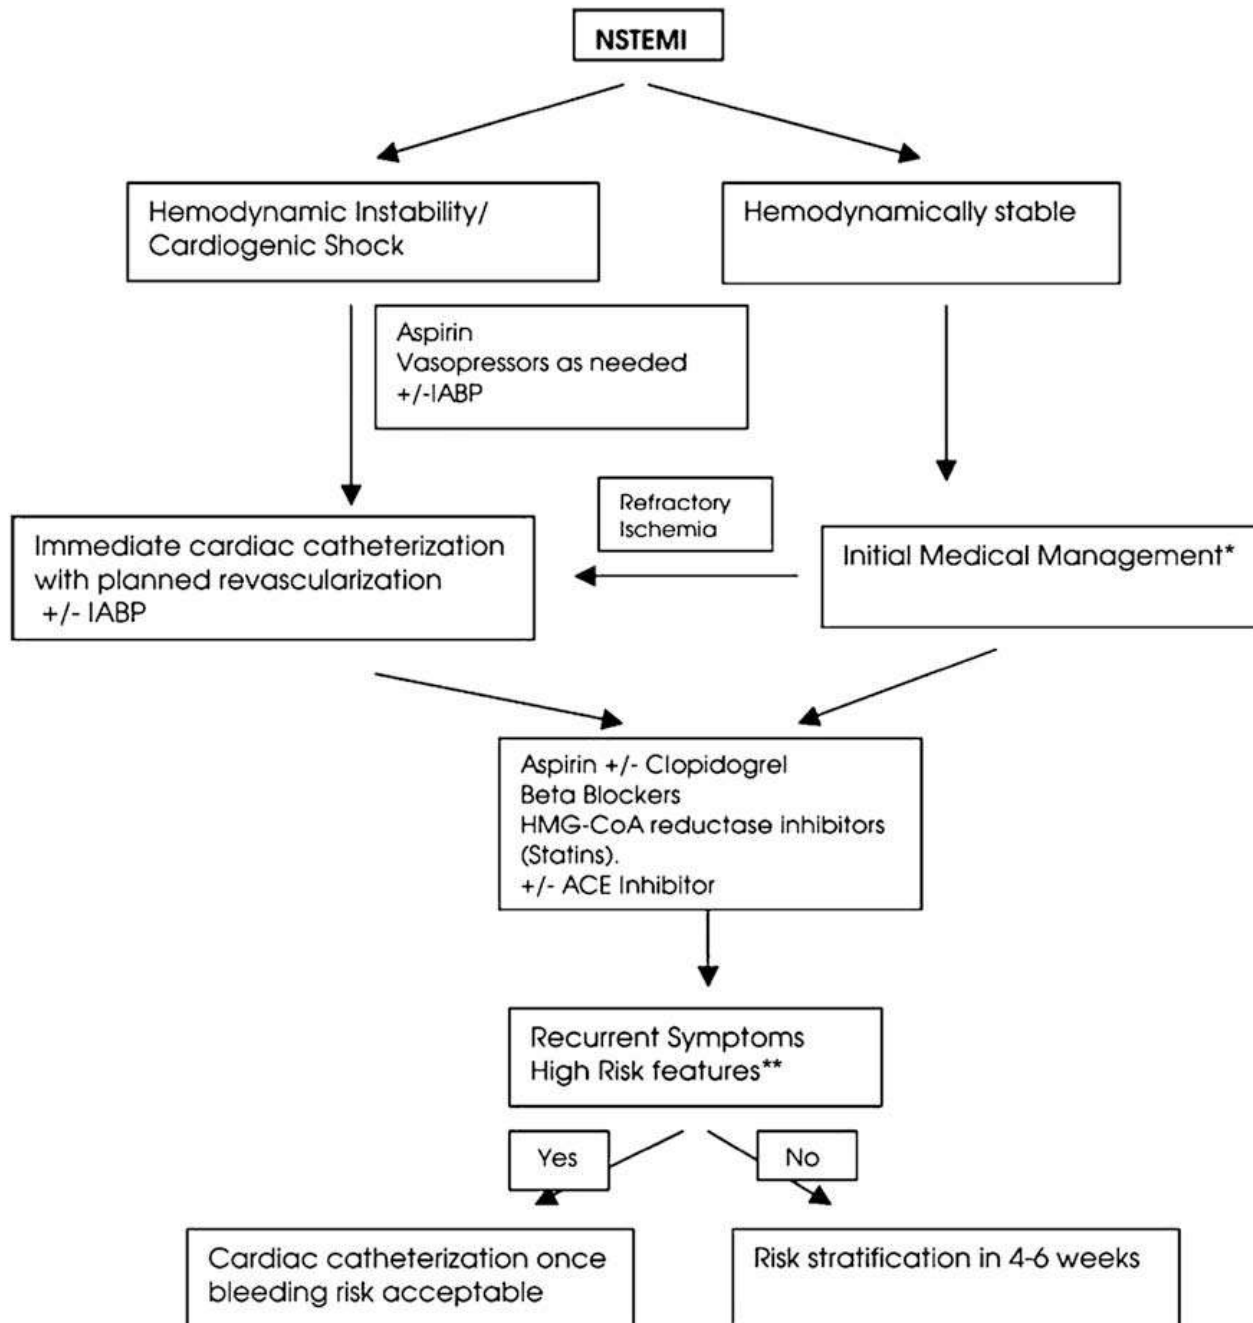 NSTEMI
Hemodynamic Instability/
Cardiogenic Shock
Hemodynamically stable
Aspirin
Vasopressors as needed
+/-IABP
Refractory
Ischemia
Immediate cardiac catheterization
with planned revascularization
+/- IABP
Initial Medical Management*
Aspirin +/- Clopidogrel
Beta Blockers
HMG-CoA reductase inhibitors
(Statins).
+/- ACE Inhibitor
Recurrent Symptoms
High Risk features**
Yes
No
Cardiac catheterization once
bleeding risk acceptable
Risk stratification in 4-6 weeks